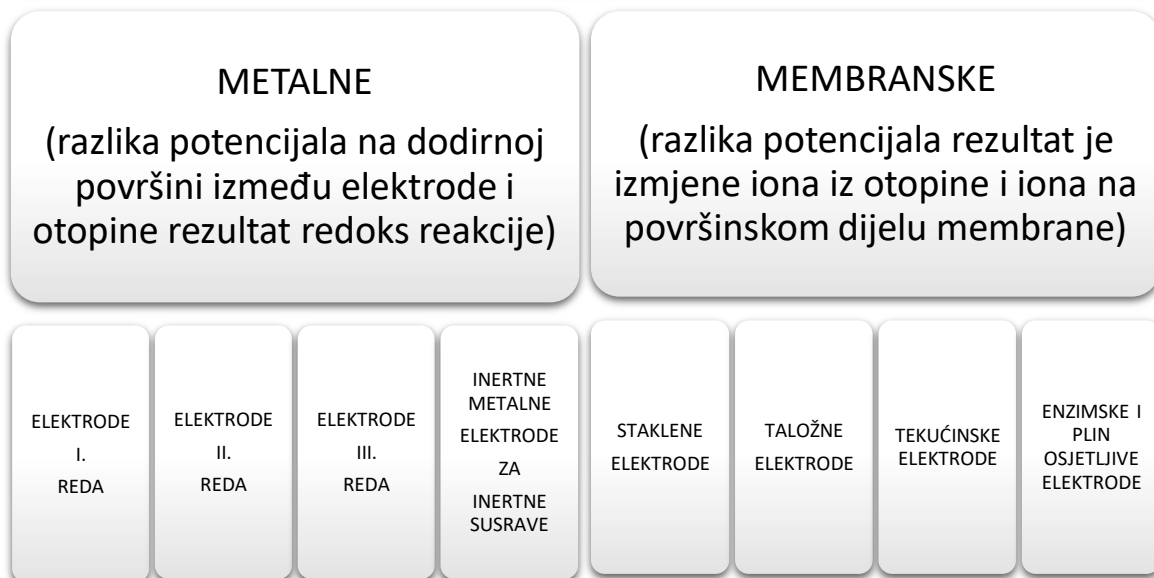 METALNE
(razlika potencijala na dodirnoj
površini između elektrode i
otopine rezultat redoks reakcije)
MEMBRANSKE
(razlika potencijala rezultat je
izmjene iona iz otopine i iona na
površinskom dijelu membrane)
ELEKTRODE
I.
REDA
ELEKTRODE
II.
REDA
ELEKTRODE
III.
REDA
INERTNE
METALNE
ELEKTRODE
ZA
INERTNE
SUSRAVE
STAKLENE
ELEKTRODE
TALOŽNE
ELEKTRODE
TEKUĆINSKE
ELEKTRODE
ENZIMSKE I
PLIN
OSJETLJIVE
ELEKTRODE